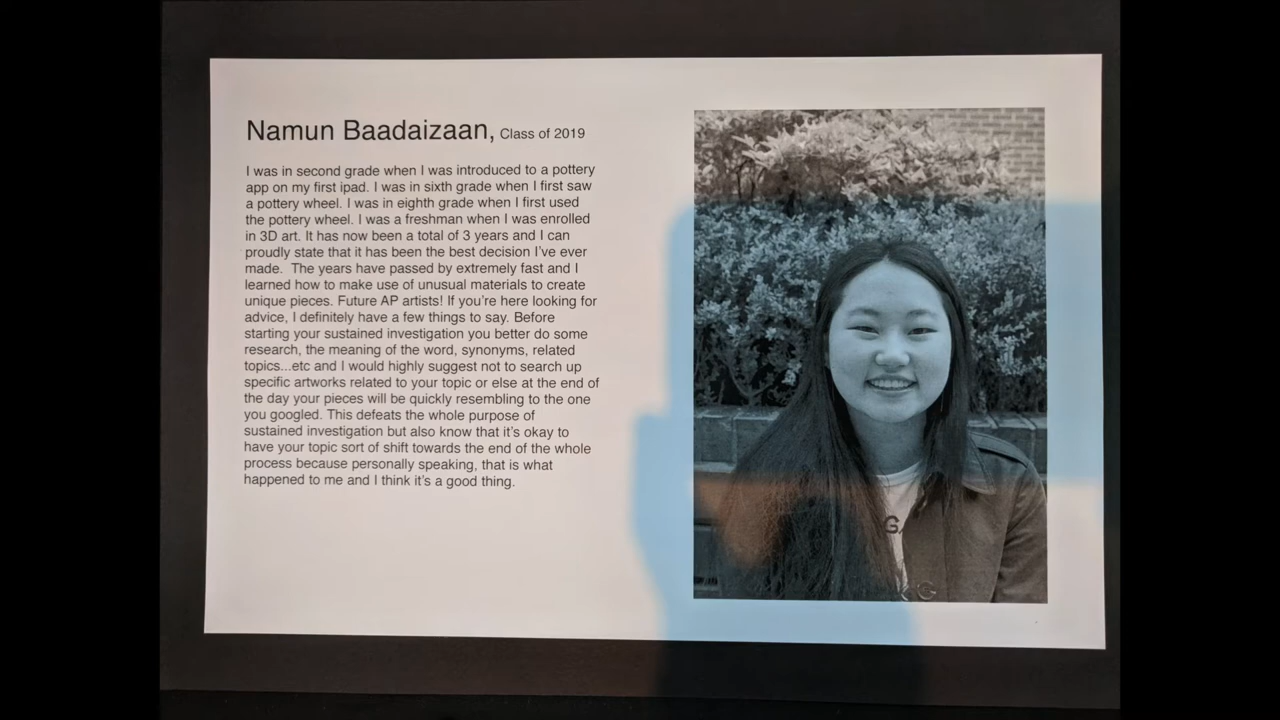 Namun Baadaizaan, Class of 2019
I was in second grade when I was introduced to a pottery
app on my first ipad. I was in sixth grade when I first saw
a pottery wheel. I was in eighth grade when I first used
the pottery wheel. I was a freshman when I was enrolled
in 3D art. It has now been a total of 3 years and I can
proudly state that it has been the best decision I've ever
made.  The years have passed by extremely fast and I
learned how to make use of unusual materials to create
unique pieces. Future AP artists! If you're here looking for
advice, I definitely have a few things to say. Before
starting your sustained investigation you better do some
research, the meaning of the word, synonyms, related
topics...etc and I would highly suggest not to search up
specific artworks related to your topic or else at the end of
the day your pieces will be quickly resembling to the one
you googled. This defeats the whole purpose of
sustained investigation but also know that it's okay to
have your topic sort of shift towards the end of the whole
process because personally speaking, that is what
happened to me and I think it's a good thing.
G
G